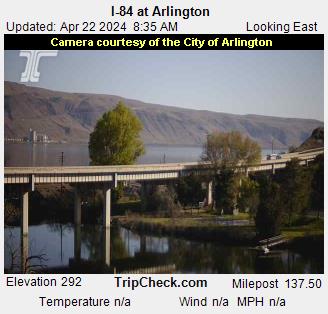 I-84 at Arlington
Updated: Apr 22 2024 8:35 AM Looking East
Camera courtesy of the City of Arlington
Elevation 292 TripCheck.com Milepost 137.50
Temperature n/a Wind n/a MPH n/a